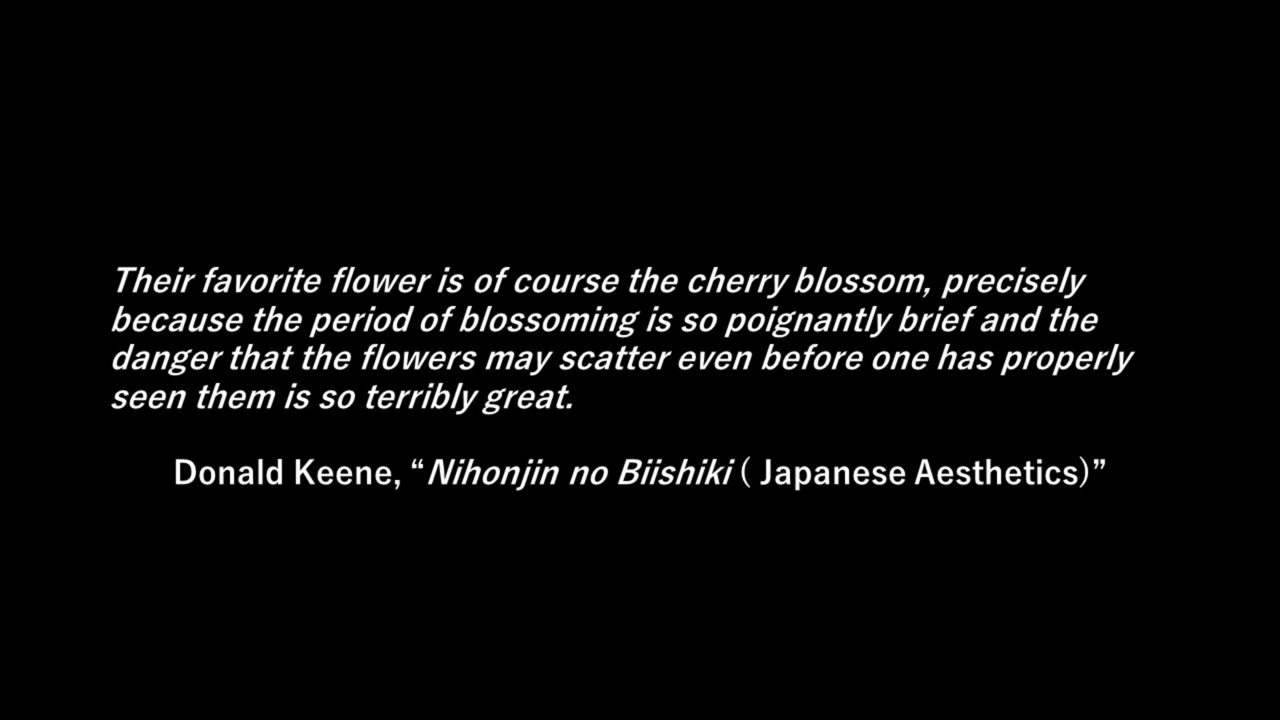 Their favorite flower is of course the cherry blossom, precisely
because the period of blossoming is so poignantly brief and the
danger that the flowers may scatter even before one has properly
seen them is so terribly great.
Donald Keene, “Nihonjin no Biishiki ( Japanese Aesthetics)”